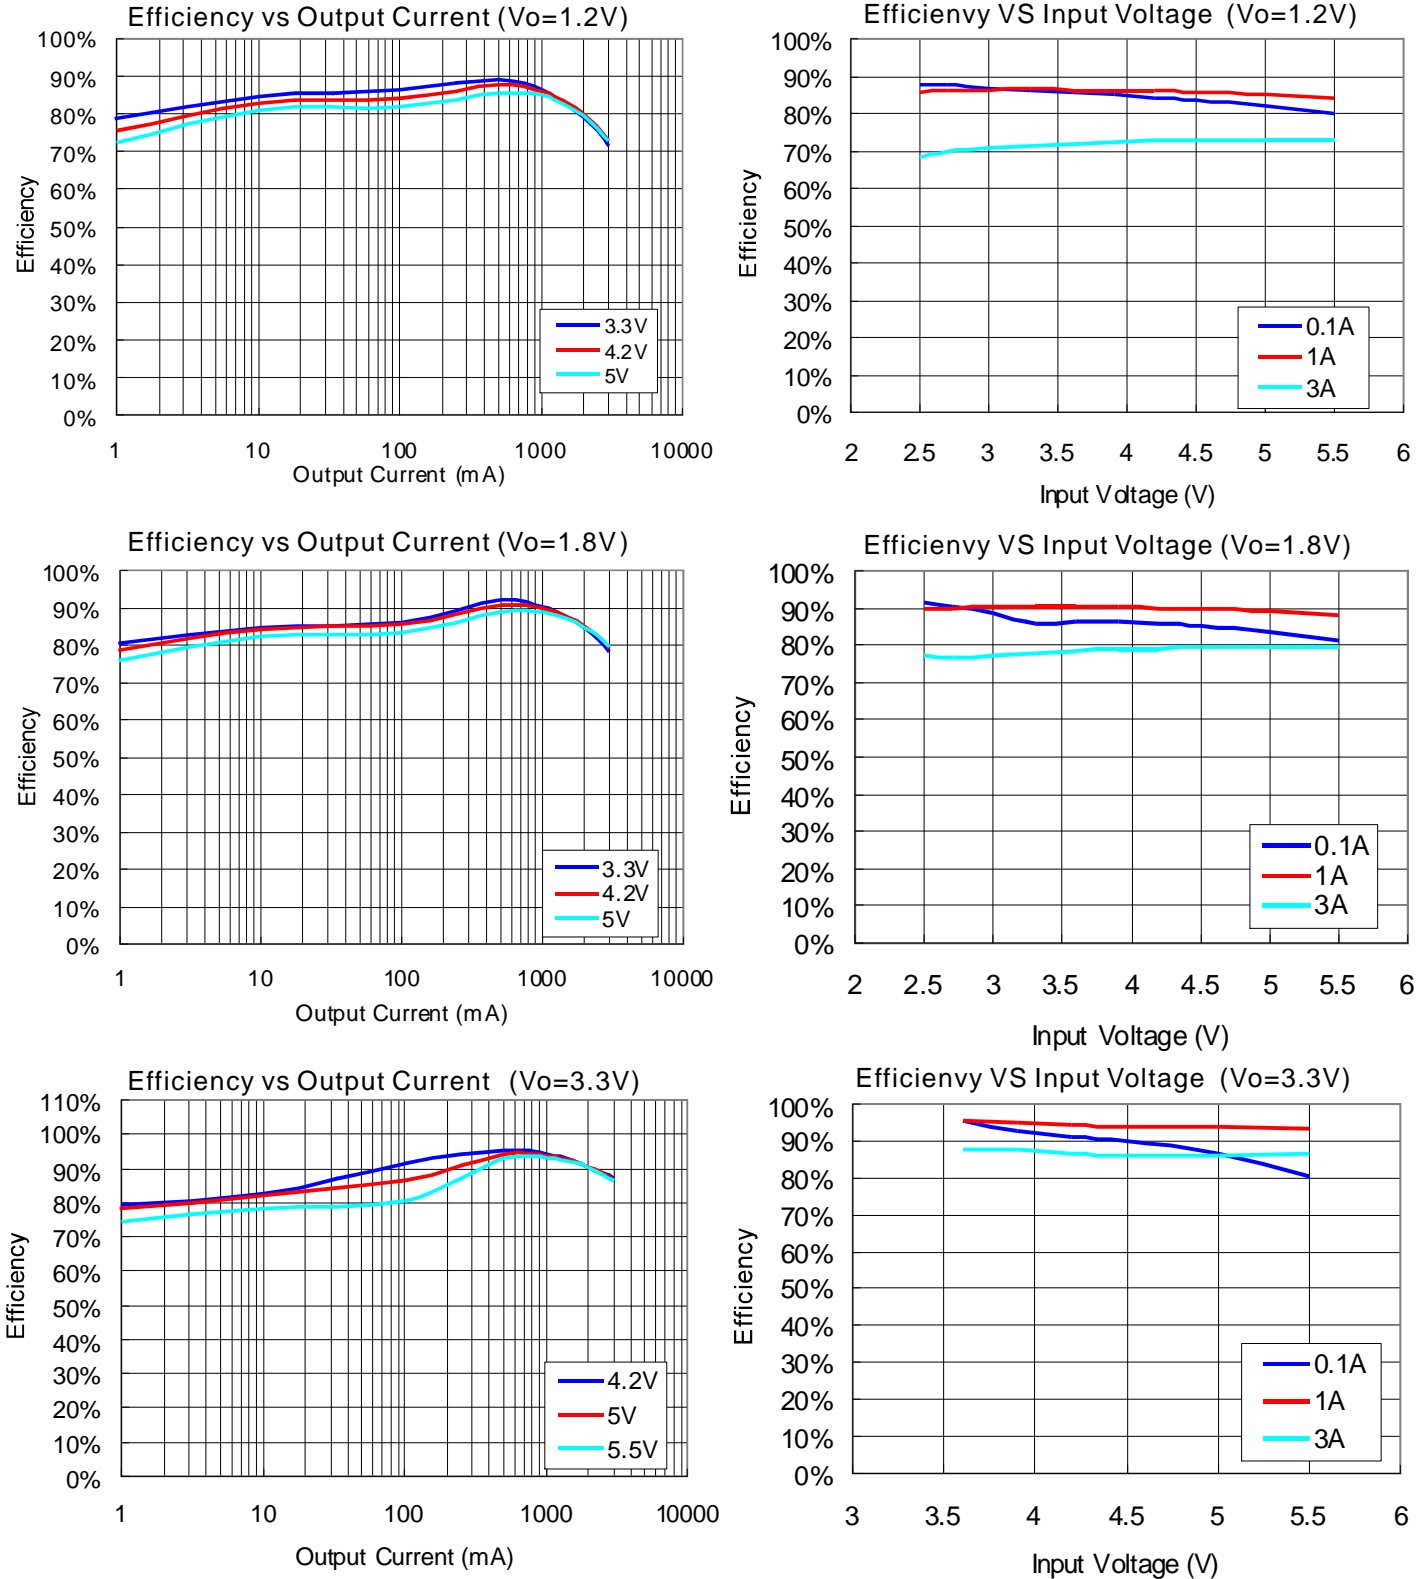 Efficiency vs Output Current (Vo=1.2V)
100%
90%
80%
70%
60%
50%
40%
30%
20%
10%
0%
Efficiency
3.3V
4.2V
5V
1 10 100 1000 10000
Output Current (mA)
Efficienvy VS Input Voltage (Vo=1.2V)
100%
90%
80%
70%
60%
50%
40%
30%
20%
10%
0%
Efficiency
0.1A
1A
3A
2 2.5 3 3.5 4 4.5 5 5.5 6
Input Voltage (V)
Efficiency vs Output Current (Vo=1.8V)
100%
90%
80%
70%
60%
50%
40%
30%
20%
10%
0%
Efficiency
3.3V
4.2V
5V
1 10 100 1000 10000
Output Current (mA)
Efficienvy VS Input Voltage (Vo=1.8V)
100%
90%
80%
70%
60%
50%
40%
30%
20%
10%
0%
Efficiency
0.1A
1A
3A
2 2.5 3 3.5 4 4.5 5 5.5 6
Input Voltage (V)
Efficiency vs Output Current (Vo=3.3V)
110%
100%
90%
80%
70%
60%
50%
40%
30%
20%
10%
0%
Efficiency
4.2V
5V
5.5V
1 10 100 1000 10000
Output Current (mA)
Efficienvy VS Input Voltage (Vo=3.3V)
100%
90%
80%
70%
60%
50%
40%
30%
20%
10%
0%
Efficiency
0.1A
1A
3A
3 3.5 4 4.5 5 5.5 6
Input Voltage (V)